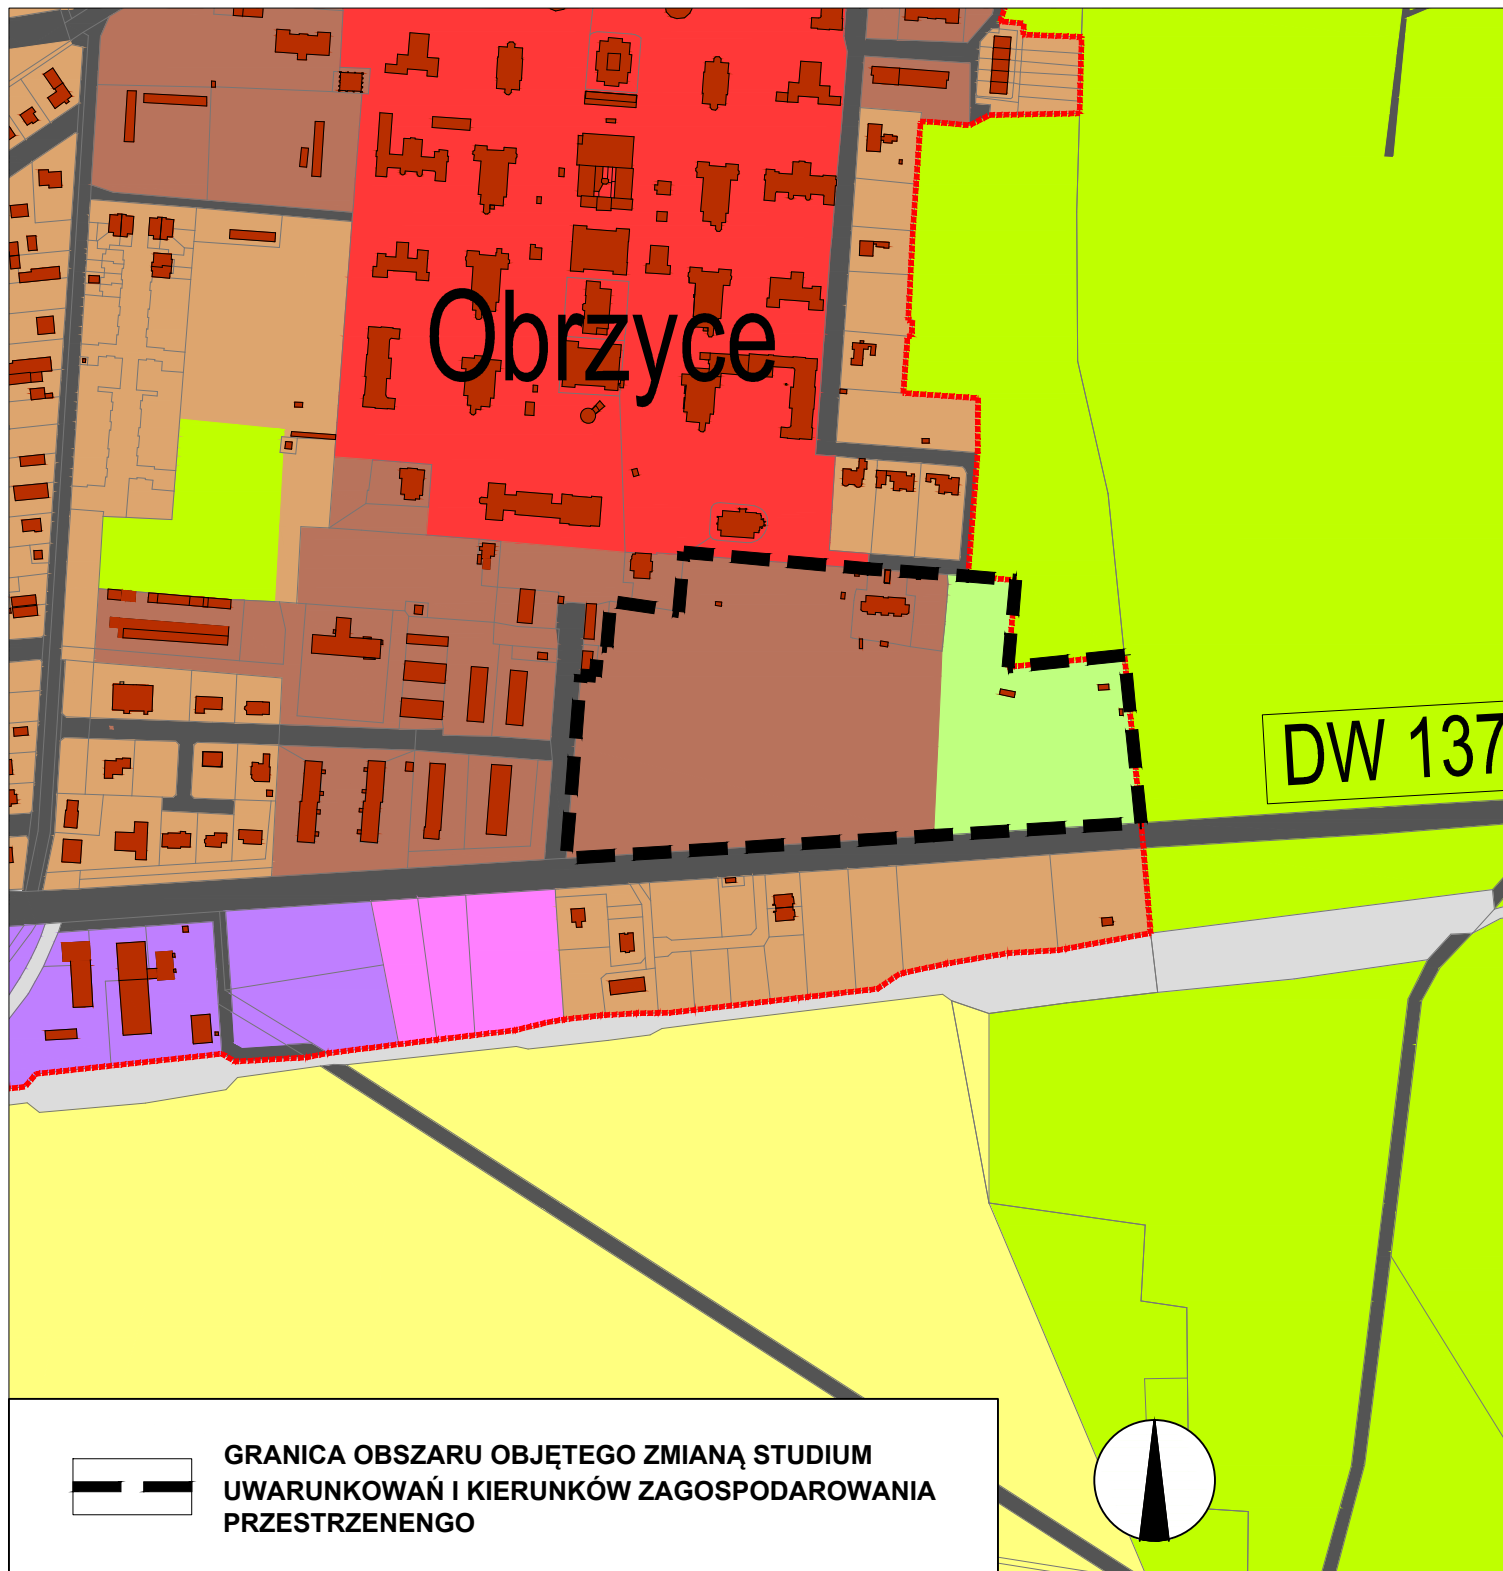 Obrzyce
DW 137
GRANICA OBSZARU OBJĘTEGO ZMIANĄ STUDIUM
UWARUNKOWAŃ I KIERUNKÓW ZAGOSPODAROWANIA
PRZESTRZENENGO